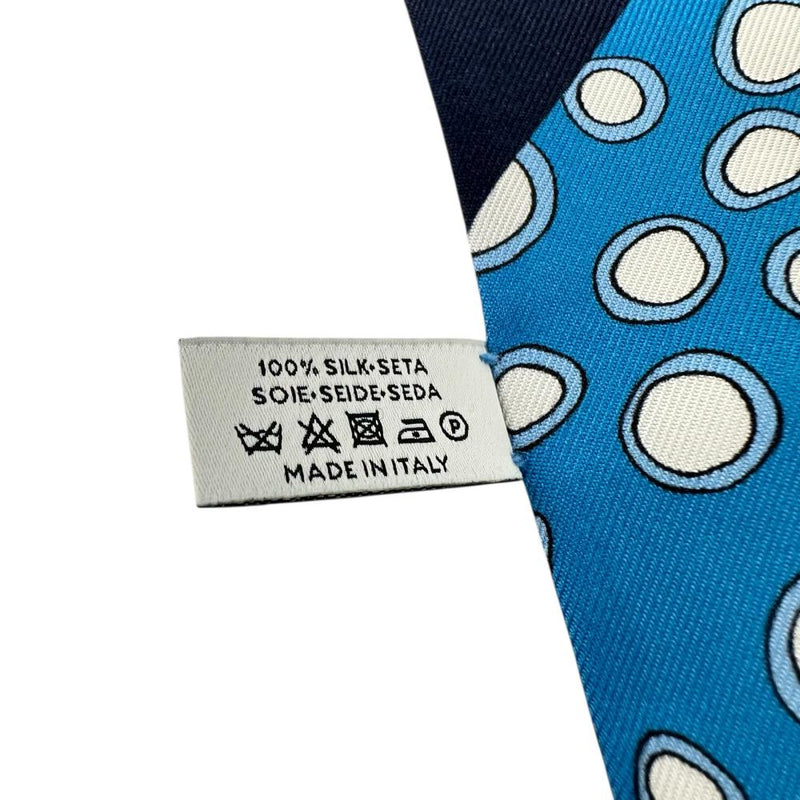 100% SILK•SETA
SOIE•SEIDE•SEDA
P
MADE IN ITALY